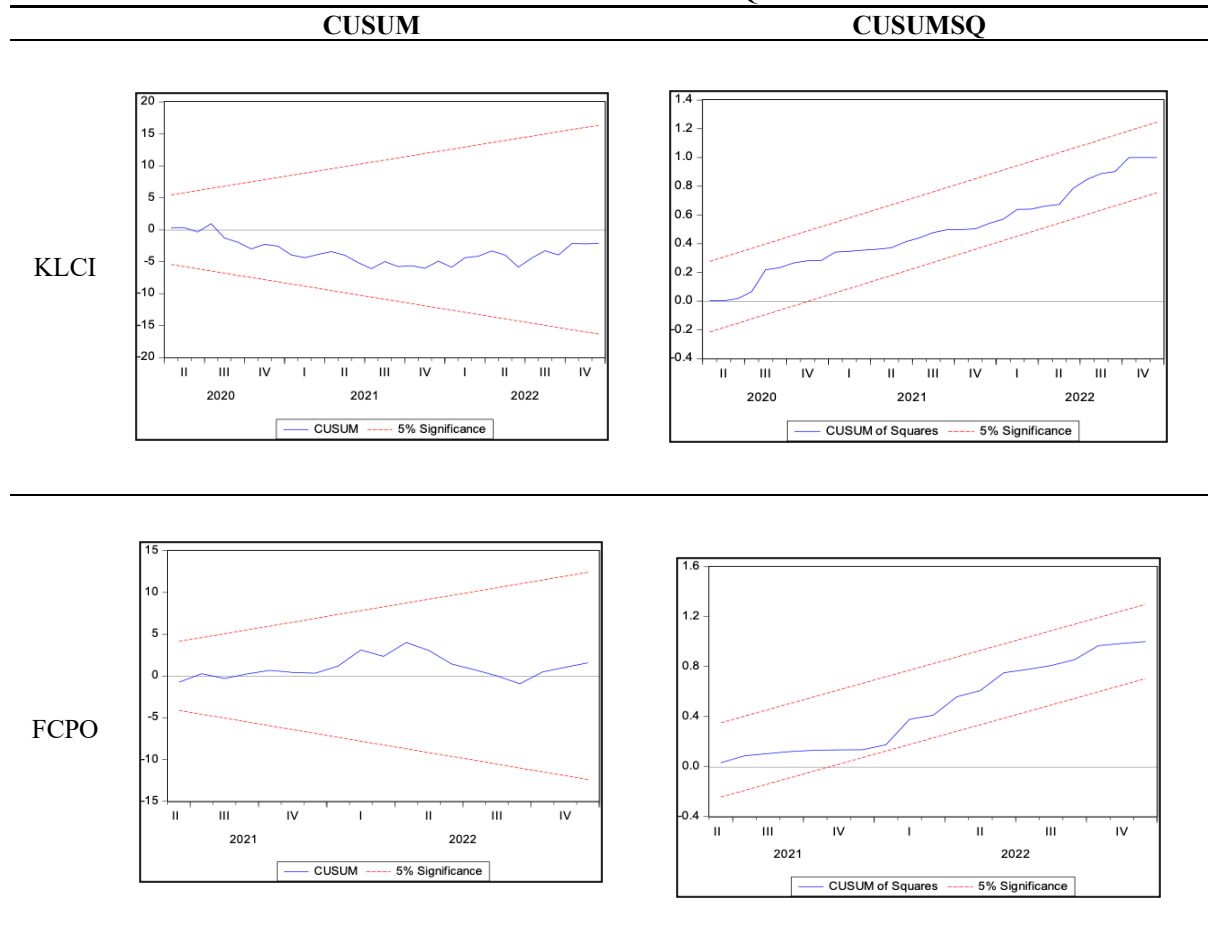 CUSUM CUSUMSQ
KLCI
20
15
10
5
0
-5
-10
-15
-20
II III IV I II III IV I II III IV
2020 2021 2022
CUSUM 5% Significance
1.4
1.2
1.0
0.8
0.6
0.4
0.2
0.0
-0.2
-0.4
II III IV I II III IV I II III IV
2020 2021 2022
CUSUM of Squares 5% Significance
FCPO
15
10
5
0
-5
-10
-15
II III IV I II III IV
2021 2022
CUSUM 5% Significance
1.6
1.2
0.8
0.4
0.0
-0.4
II III IV I II III IV
2021 2022
CUSUM of Squares 5% Significance